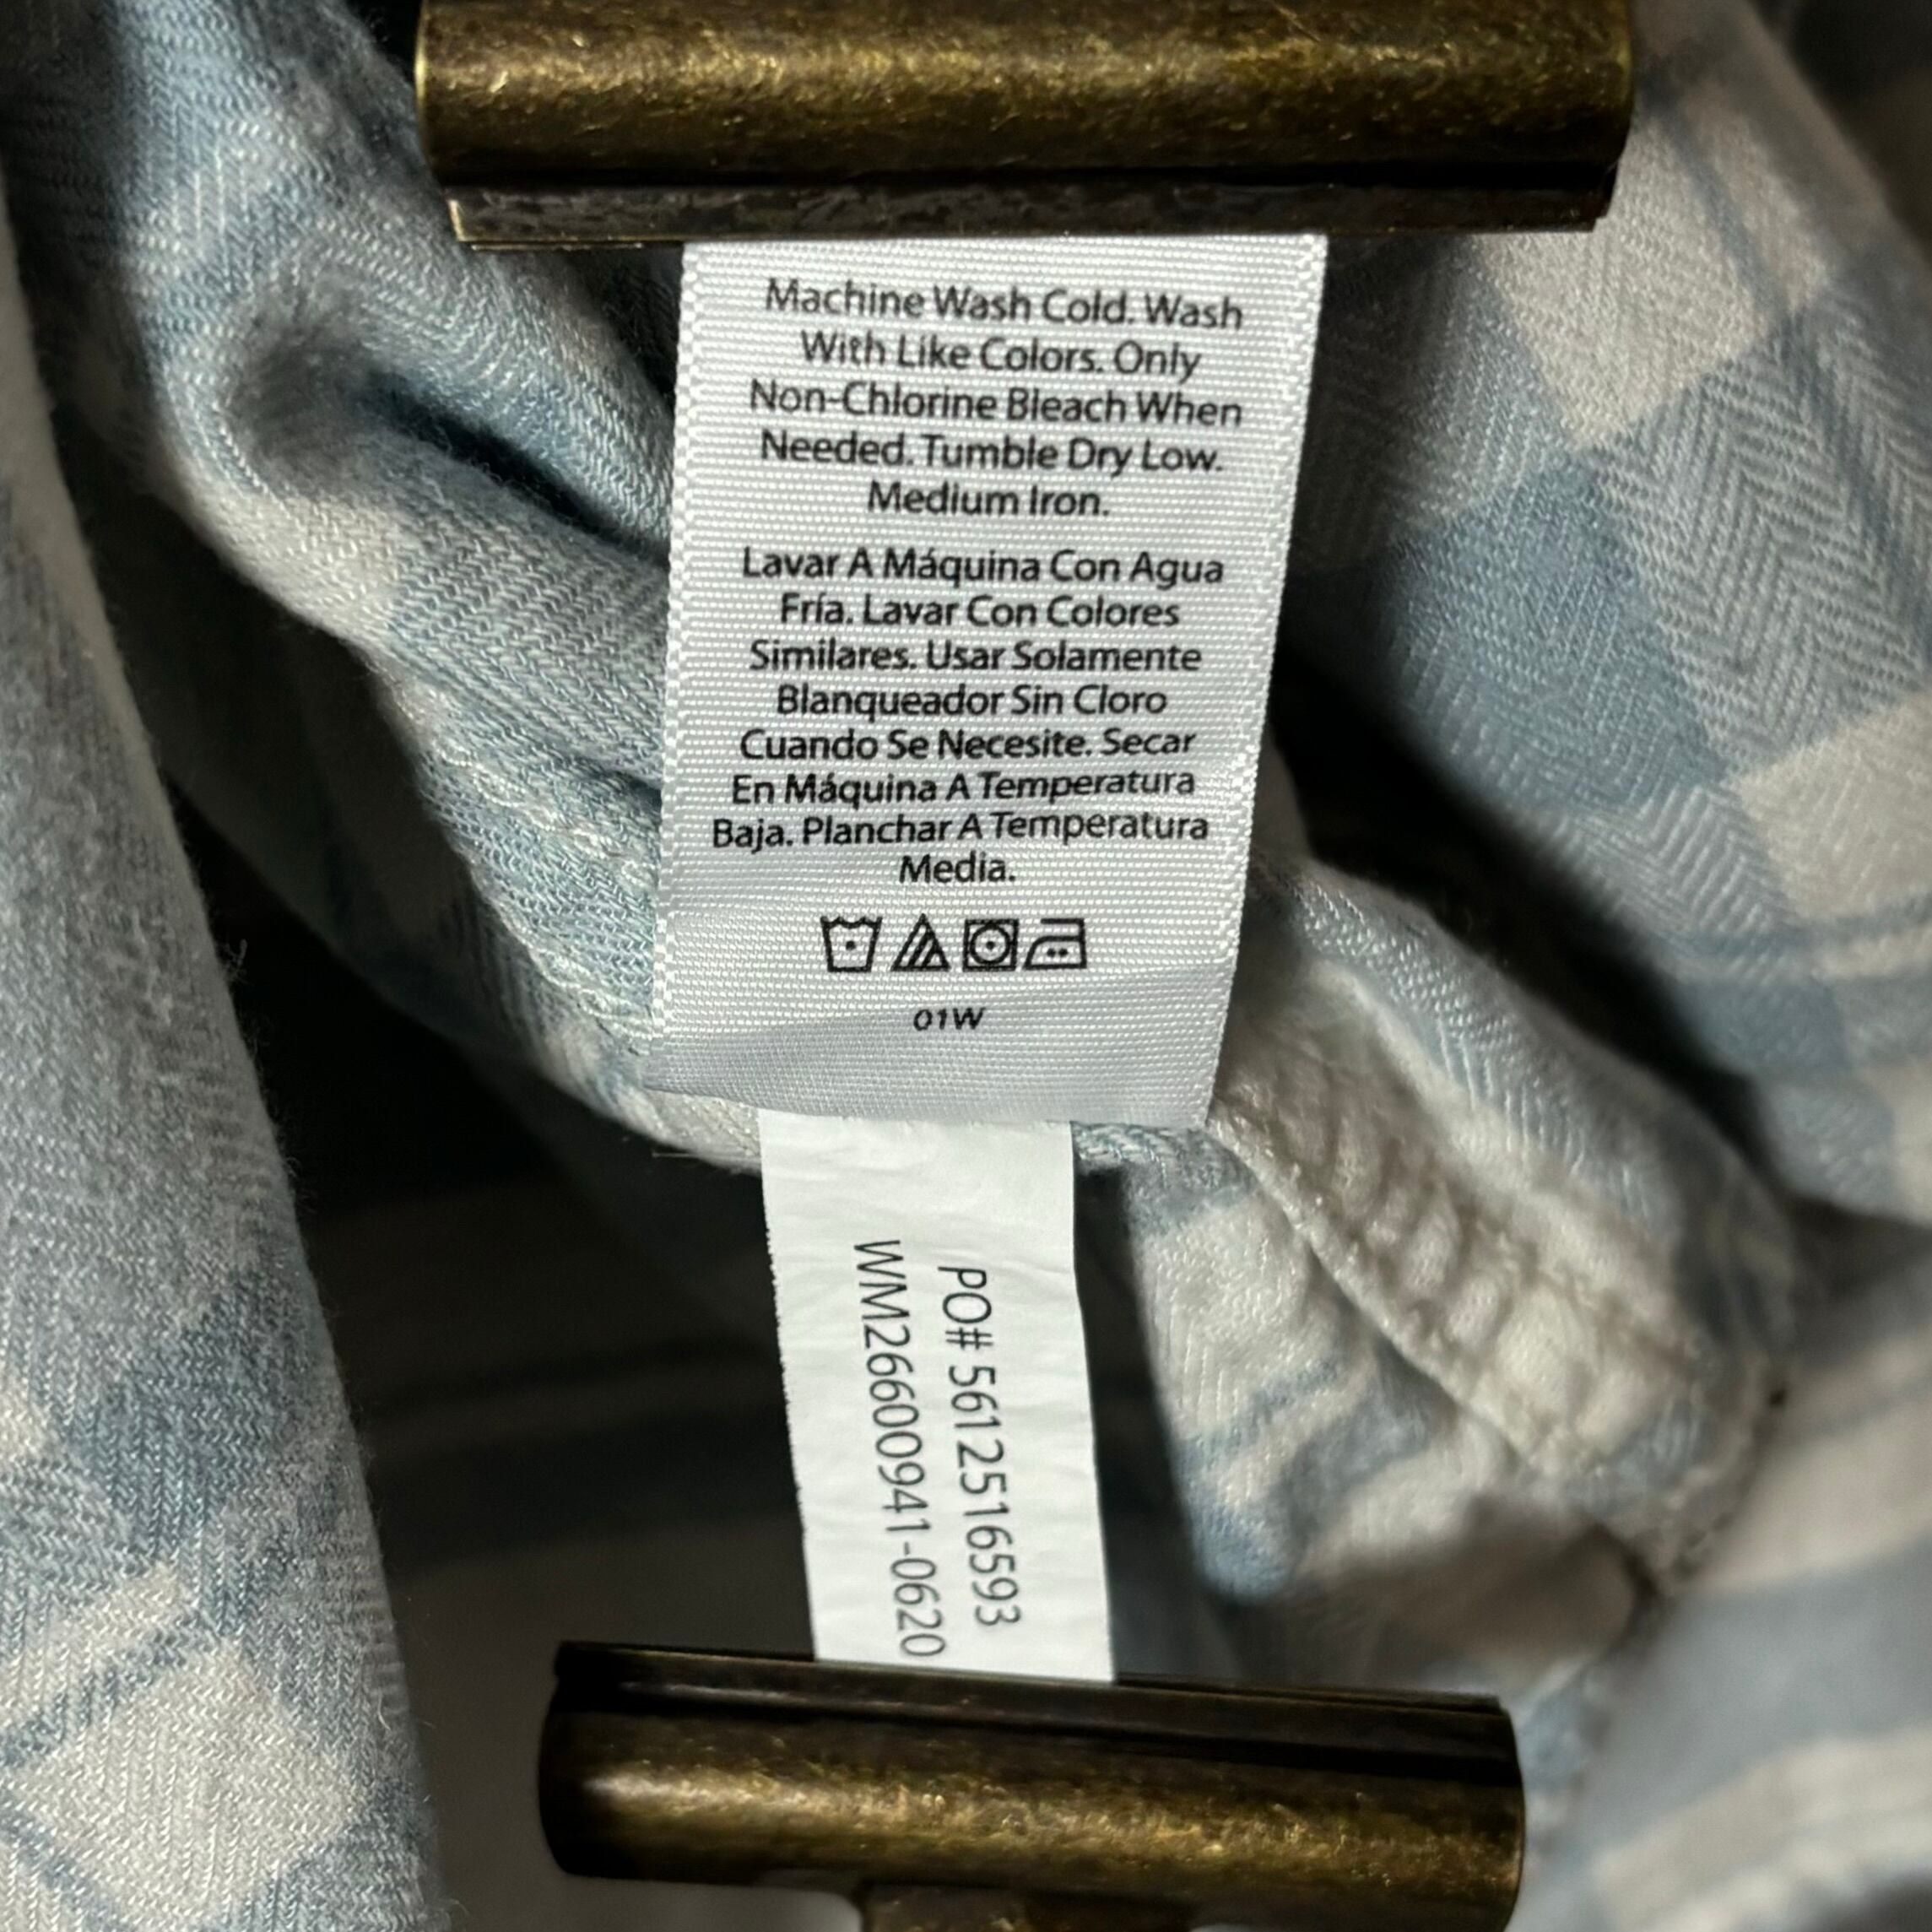 Machine Wash Cold. Wash
With Like Colors. Only
Non-Chlorine Bleach When
Needed. Tumble Dry Low.
Medium Iron.
Lavar A Máquina Con Agua
Fría. Lavar Con Colores
Similares. Usar Solamente
Blanqueador Sin Cloro
Cuando Se Necesite. Secar
En Máquina A Temperatura
Baja. Planchar A Temperatura
Media.
01W
PO# 5612516593
WM26600941-0620